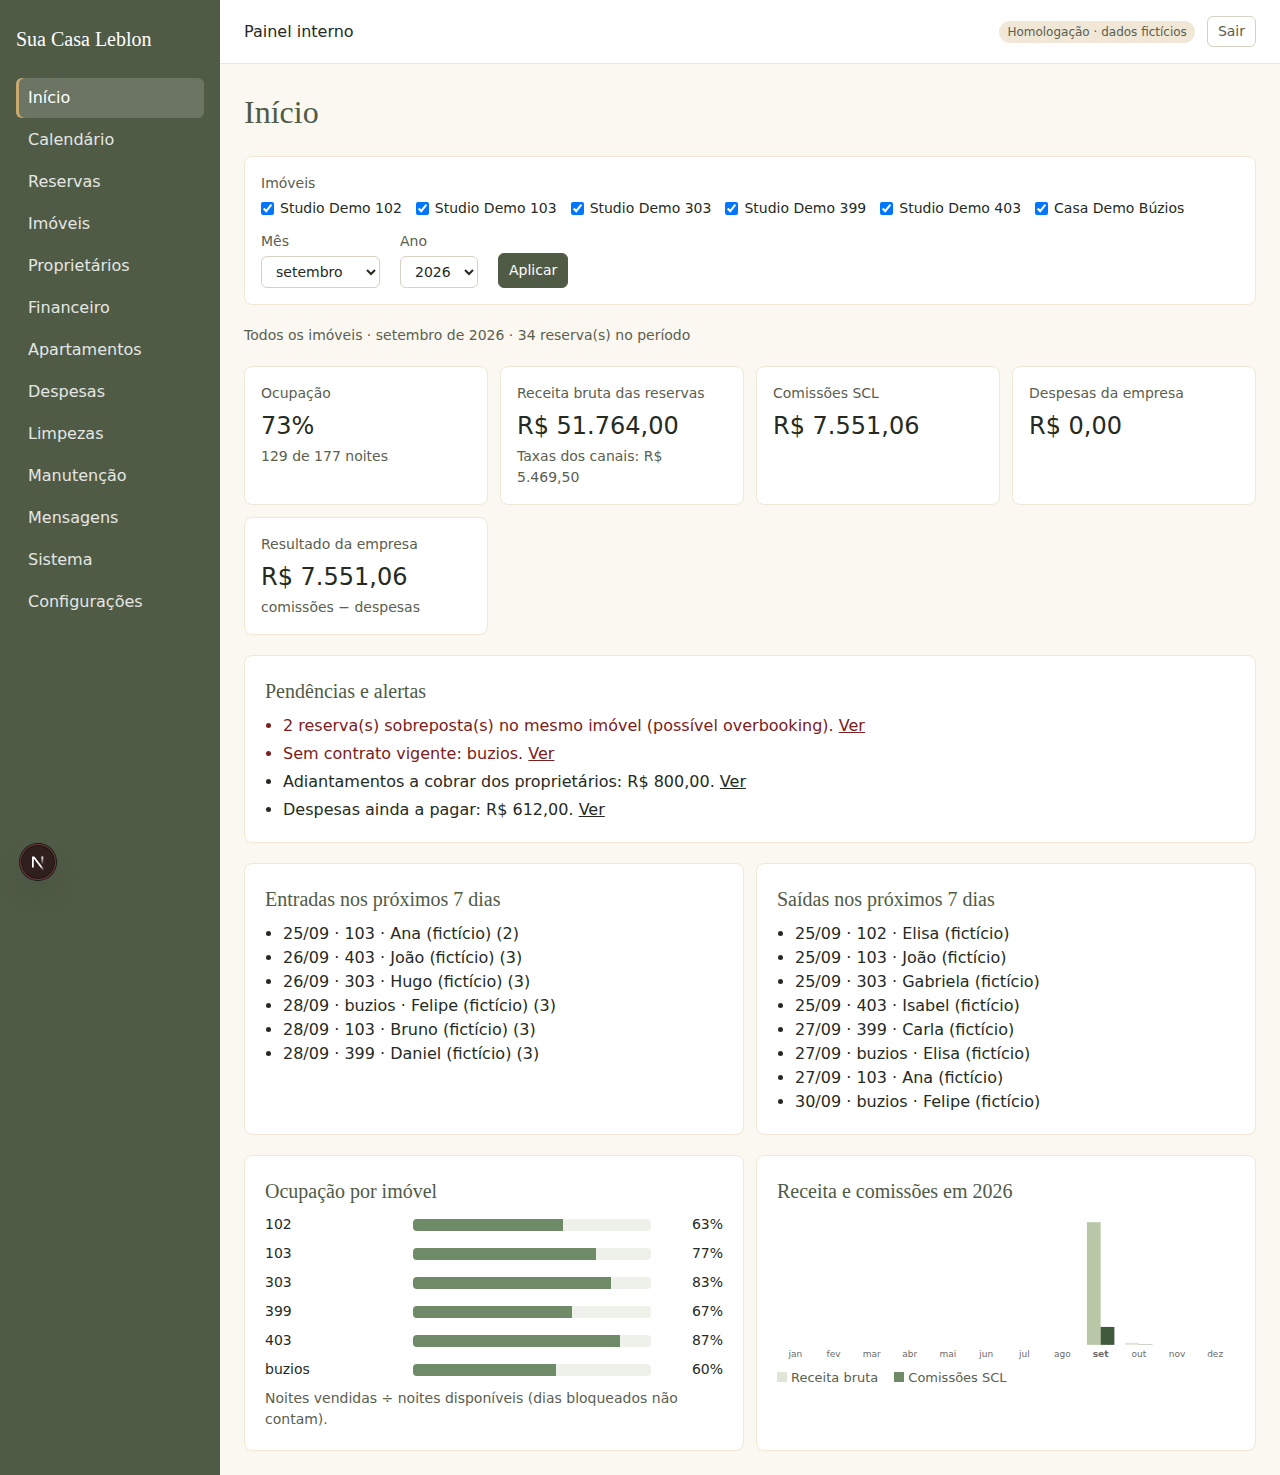 Sua Casa Leblon
Início
Calendário
Reservas
Imóveis
Proprietários
Financeiro
Apartamentos
Despesas
Limpezas
Manutenção
Mensagens
Sistema
Configurações
Painel interno
Homologação · dados fictícios
Sair
Início
Imóveis
Studio Demo 102 Studio Demo 103 Studio Demo 303 Studio Demo 399 Studio Demo 403 Casa Demo Búzios
Mês Ano
setembro 2026 Aplicar
Todos os imóveis · setembro de 2026 · 34 reserva(s) no período
Ocupação
73%
129 de 177 noites
Receita bruta das reservas
R$ 51.764,00
Taxas dos canais: R$
5.469,50
Comissões SCL
R$ 7.551,06
Despesas da empresa
R$ 0,00
Resultado da empresa
R$ 7.551,06
comissões − despesas
Pendências e alertas
2 reserva(s) sobreposta(s) no mesmo imóvel (possível overbooking). Ver
Sem contrato vigente: buzios. Ver
Adiantamentos a cobrar dos proprietários: R$ 800,00. Ver
Despesas ainda a pagar: R$ 612,00. Ver
Entradas nos próximos 7 dias
25/09 · 103 · Ana (fictício) (2)
26/09 · 403 · João (fictício) (3)
26/09 · 303 · Hugo (fictício) (3)
28/09 · buzios · Felipe (fictício) (3)
28/09 · 103 · Bruno (fictício) (3)
28/09 · 399 · Daniel (fictício) (3)
Saídas nos próximos 7 dias
25/09 · 102 · Elisa (fictício)
25/09 · 103 · João (fictício)
25/09 · 303 · Gabriela (fictício)
25/09 · 403 · Isabel (fictício)
27/09 · 399 · Carla (fictício)
27/09 · buzios · Elisa (fictício)
27/09 · 103 · Ana (fictício)
30/09 · buzios · Felipe (fictício)
Ocupação por imóvel
102 63%
103 77%
303 83%
399 67%
403 87%
buzios 60%
Noites vendidas ÷ noites disponíveis (dias bloqueados não
contam).
Receita e comissões em 2026
jan fev mar abr mai jun jul ago set out nov dez
Receita bruta Comissões SCL